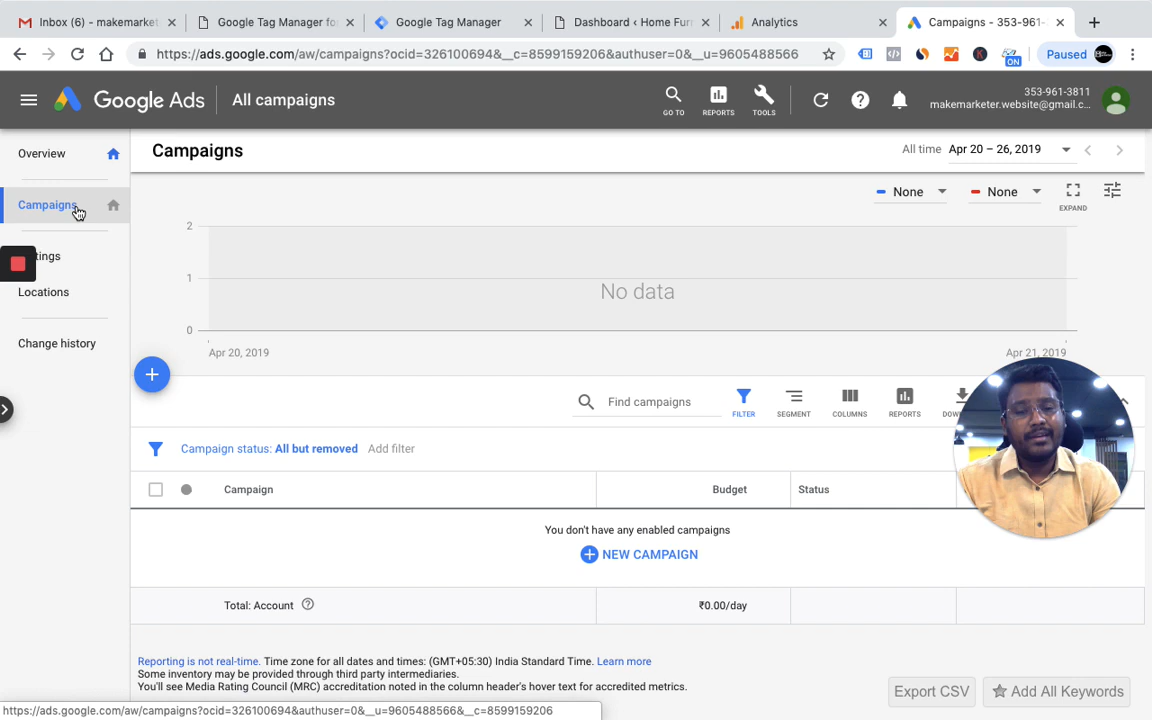 Inbox (6) - makemarket
Google Tag Manager fo
Google Tag Manager
Dashboard ‹ Home Furn
Analytics
Campaigns - 353-961-
https://ads.google.com/aw/campaigns?ocid=326100694&__c=8599159206&authuser=0&__u=9605488566
ON
Paused
Google Ads
All campaigns
GO TO
REPORTS
TOOLS
353-961-3811
makemarketer.website@gmail.c...
Overview
Campaigns
All time Apr 20 – 26, 2019
Campaigns
None
None
EXPAND
2
tings
1
No data
Locations
0
Change history
Apr 20, 2019
Apr 21, 2019
Find campaigns
FILTER
SEGMENT
COLUMNS
REPORTS
Campaign status: All but removed
Add filter
Campaign
Budget
Status
You don't have any enabled campaigns
NEW CAMPAIGN
Total: Account
₹0.00/day
Reporting is not real-time. Time zone for all dates and times: (GMT+05:30) India Standard Time. Learn more
Some inventory may be provided through third party intermediaries.
You'll see Media Rating Council (MRC) accreditation noted in the column header's hover text for accredited metrics.
Export CSV
Add All Keywords
https://ads.google.com/aw/campaigns?ocid=326100694&authuser=0&__u=9605488566&__c=8599159206